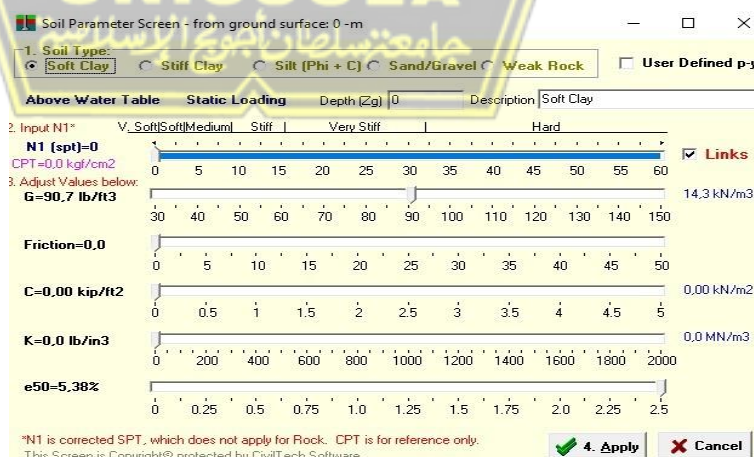 Soil Parameter Screen - from ground surface: 0 -m
1. Soil Type:
Soft Clay Stiff Clay Silt (Phi + C) Sand/Gravel Weak Rock User Defined p-y
Above Water Table Static Loading Depth (Zg) 0 Description Soft Clay
2. Input N1* V. Soft|Soft|Medium| Stiff | Very Stiff | Hard
N1 (spt)=0
CPT=0,0 kgf/cm2
0 5 10 15 20 25 30 35 40 45 50 55 60
Links
3. Adjust Values below:
G=90,7 lb/ft3 14,3 kN/m3
30 40 50 60 70 80 90 100 110 120 130 140 150
Friction=0,0
0 5 10 15 20 25 30 35 40 45 50
C=0,00 kip/ft2 0,00 kN/m2
0 0.5 1 1.5 2 2.5 3 3.5 4 4.5 5
K=0,0 lb/in3 0,0 MN/m3
0 200 400 600 800 1000 1200 1400 1600 1800 2000
e50=5,38%
0 0.25 0.5 0.75 1.0 1.25 1.5 1.75 2.0 2.25 2.5
*N1 is corrected SPT, which does not apply for Rock. CPT is for reference only.
This Screen is Copyright© protected by CivilTech Software
4. Apply Cancel